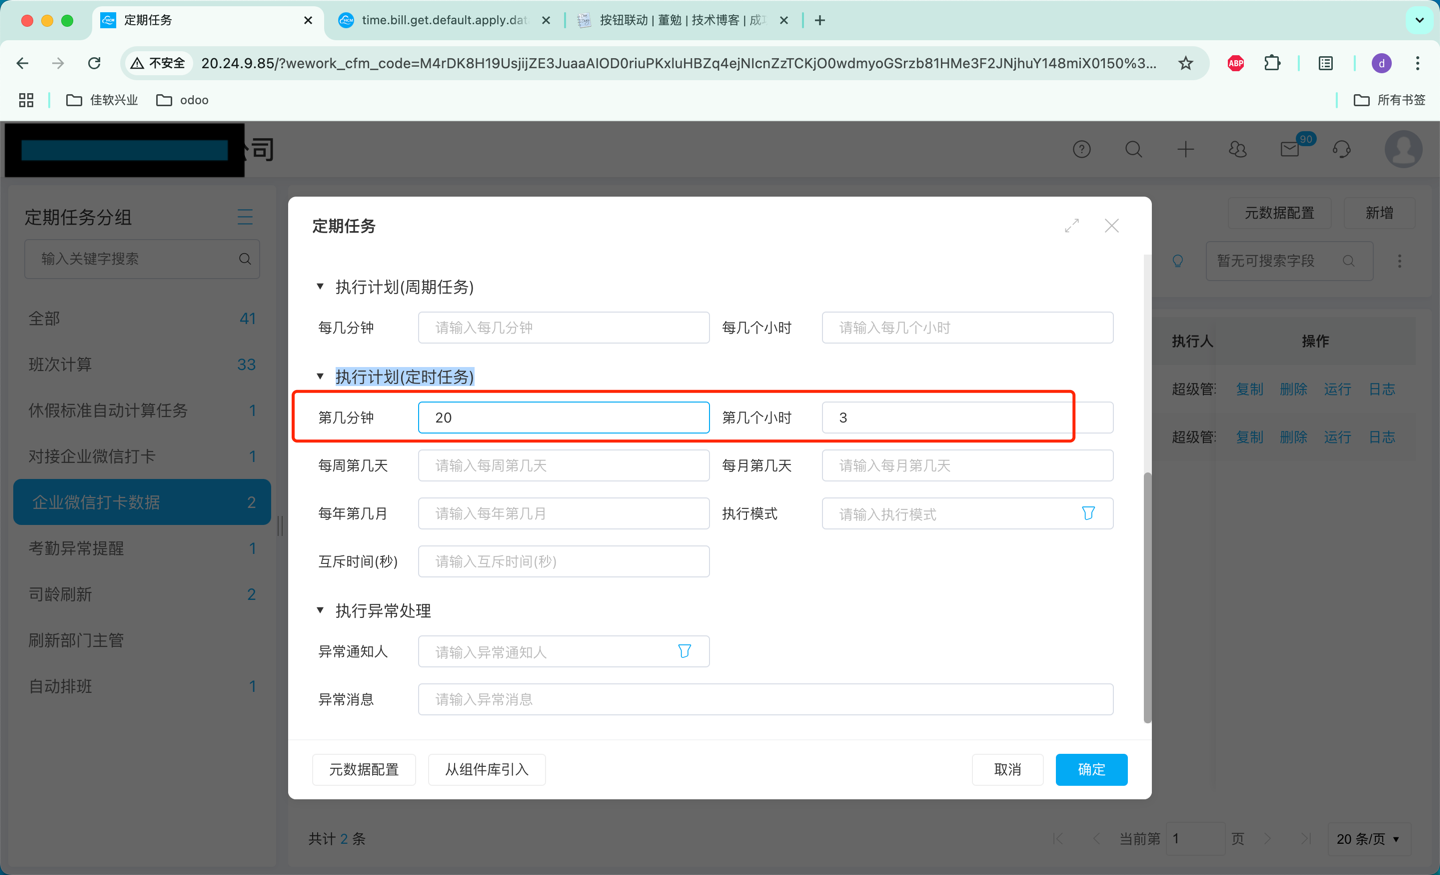 定期任务
time.bill.get.default.apply.dat
按钮联动 | 董勉 | 技术博客 | 成
不安全
20.24.9.85/?wework_cfm_code=M4rDK8H19UsjijZE3JuaaAIOD0riuPKxluHBZq4ejNIcnZzTCKjO0wdmyoGSrzb81HMe3F2JNjhuY148miX0150%3...
ABP
d
佳软兴业
odoo
所有书签
公司
90
定期任务分组
输入关键字搜索
全部 41
班次计算 33
休假标准自动计算任务 1
对接企业微信打卡 1
企业微信打卡数据 2
考勤异常提醒 1
司龄刷新 2
刷新部门主管
自动排班 1
元数据配置
新增
暂无可搜索字段
执行人 操作
超级管 复制 删除 运行 日志
超级管 复制 删除 运行 日志
定期任务
执行计划(周期任务)
每几分钟 请输入每几分钟 每几个小时 请输入每几个小时
执行计划(定时任务)
第几分钟 20 第几个小时 3
每周第几天 请输入每周第几天 每月第几天 请输入每月第几天
每年第几月 请输入每年第几月 执行模式 请输入执行模式
互斥时间(秒) 请输入互斥时间(秒)
执行异常处理
异常通知人 请输入异常通知人
异常消息 请输入异常消息
元数据配置 从组件库引入 取消 确定
共计 2 条
当前第 1 页
20 条/页